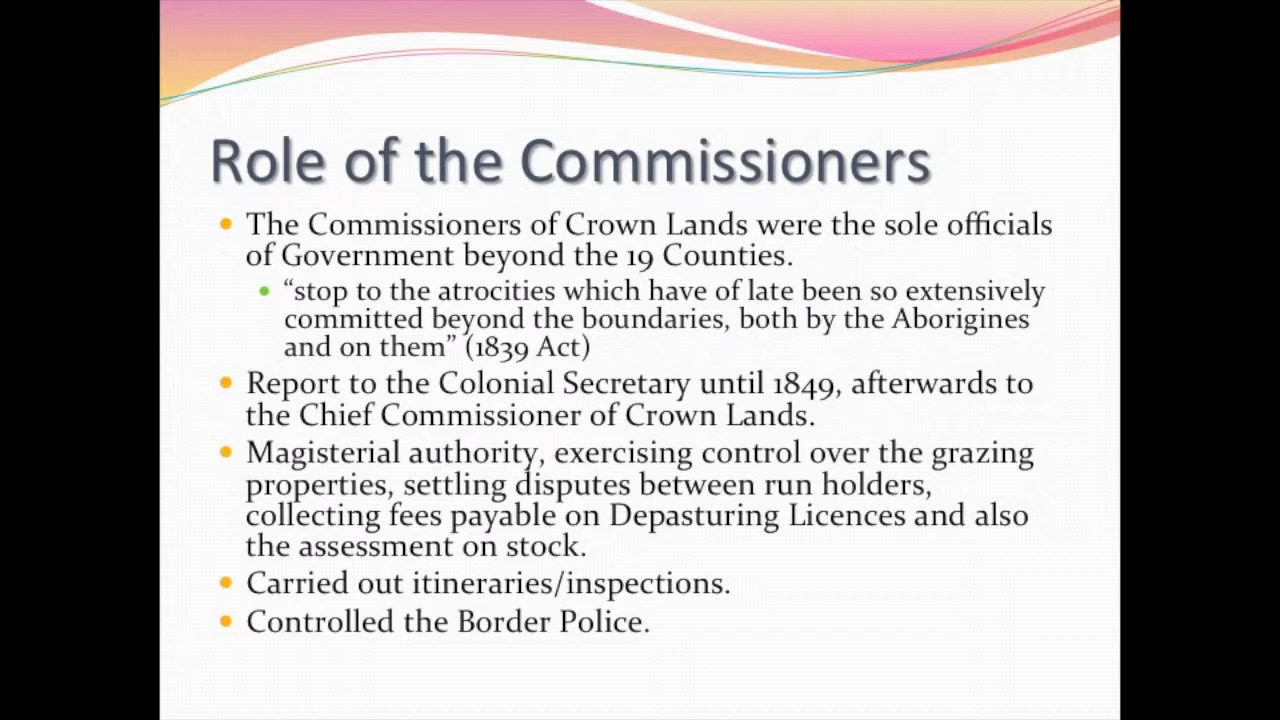 Role of the Commissioners
The Commissioners of Crown Lands were the sole officials
of Government beyond the 19 Counties.
“stop to the atrocities which have of late been so extensively
committed beyond the boundaries, both by the Aborigines
and on them” (1839 Act)
Report to the Colonial Secretary until 1849, afterwards to
the Chief Commissioner of Crown Lands.
Magisterial authority, exercising control over the grazing
properties, settling disputes between run holders,
collecting fees payable on Depasturing Licences and also
the assessment on stock.
Carried out itineraries/inspections.
Controlled the Border Police.